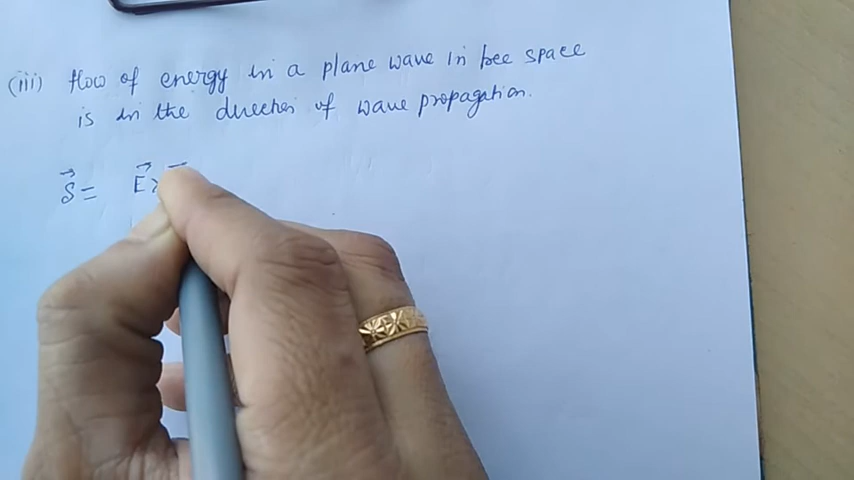 (iii) flow of energy in a plane wave in free space
is in the direction of wave propagation.
S⃗ = E⃗ ×